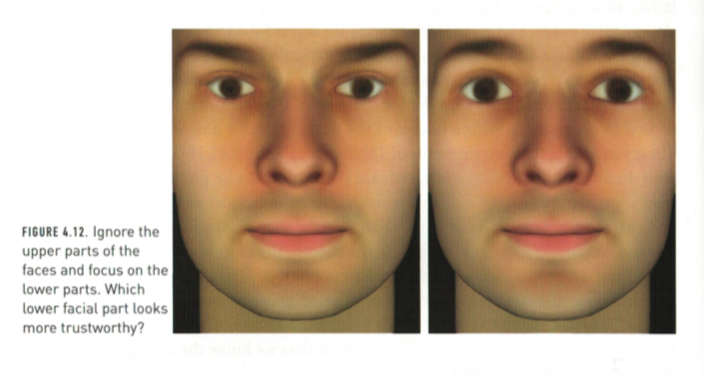 FIGURE 4.12. Ignore the
upper parts of the
faces and focus on the
lower parts. Which
lower facial part looks
more trustworthy?